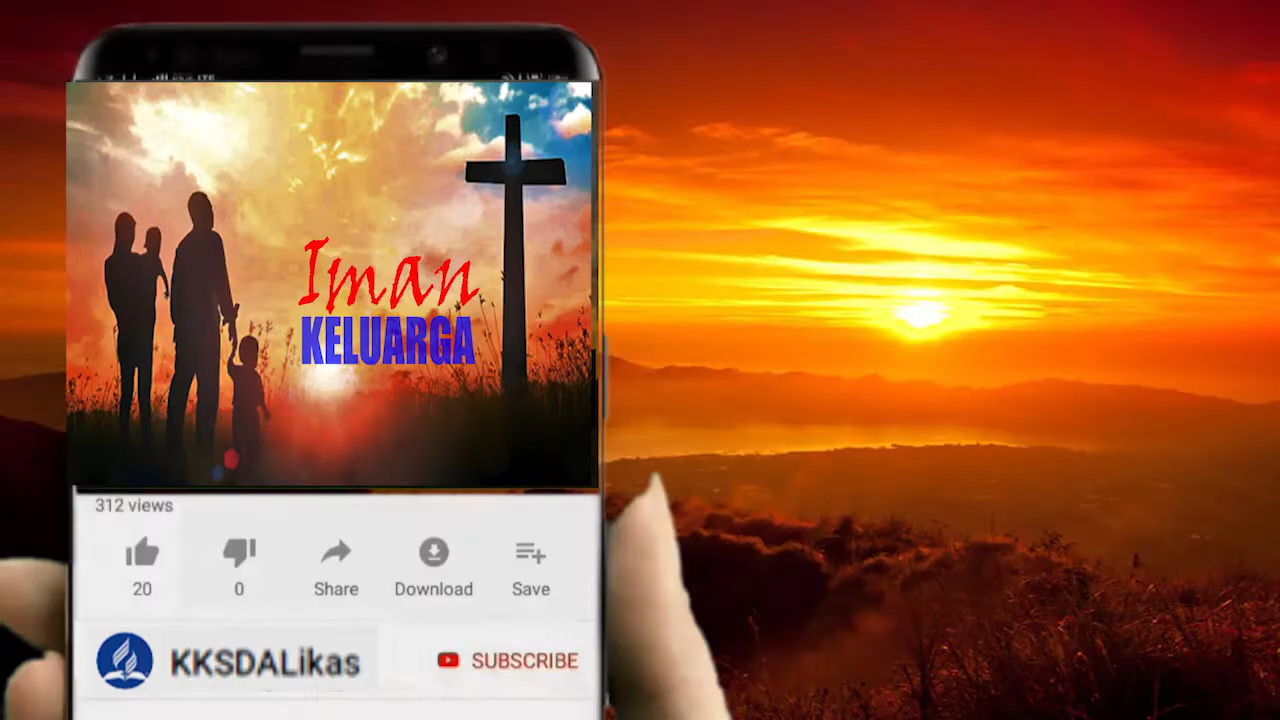 Iman
KELUARGA
312 views
20
0
Share
Download
Save
KKSDALikas
SUBSCRIBE